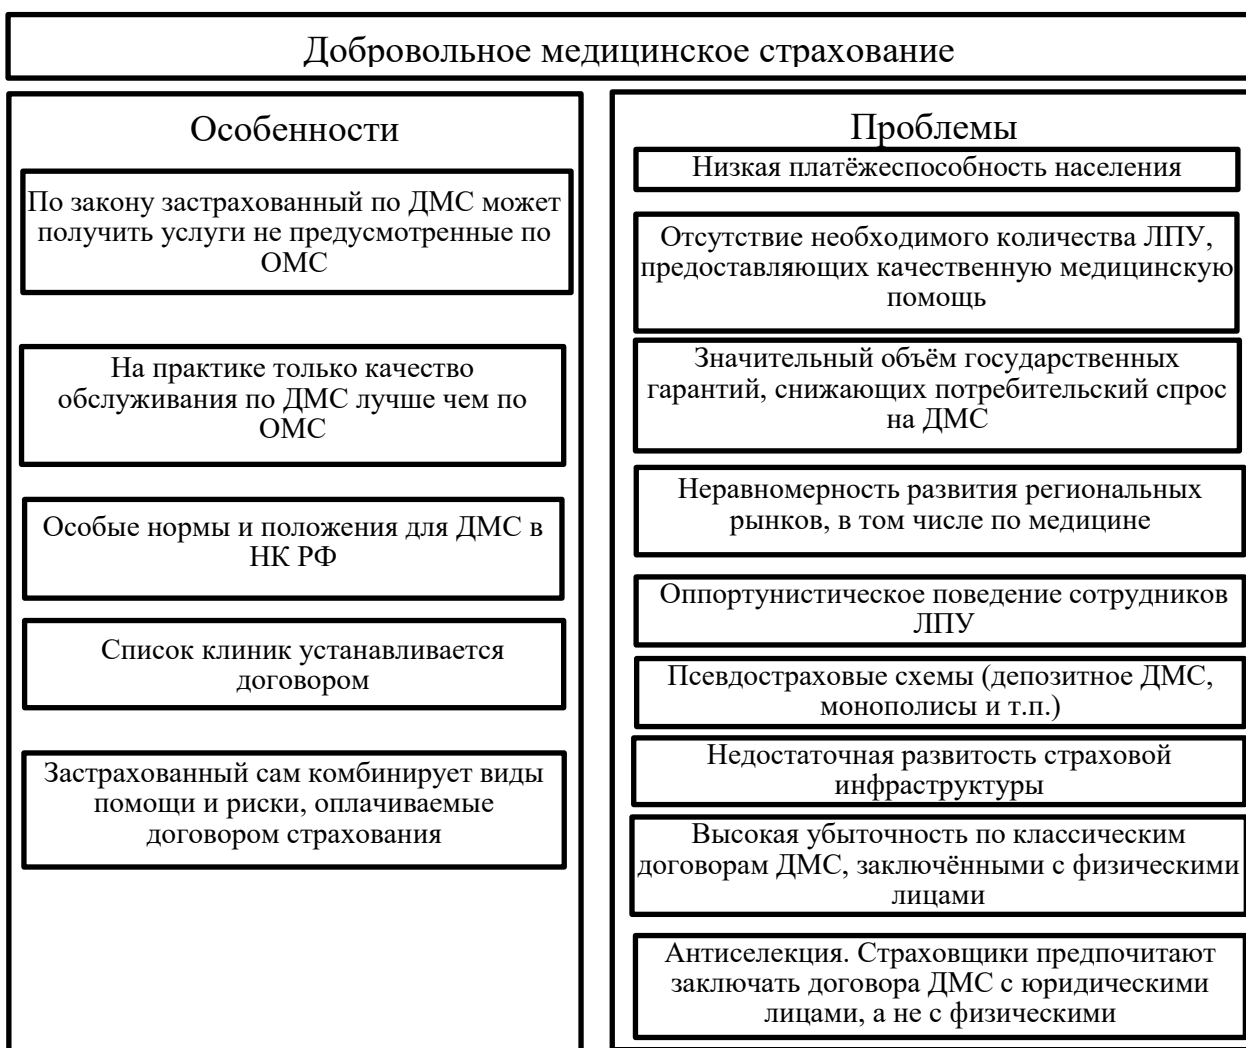 Добровольное медицинское страхование
Особенности
По закону застрахованный по ДМС может
получить услуги не предусмотренные по
ОМС
На практике только качество
обслуживания по ДМС лучше чем по
ОМС
Особые нормы и положения для ДМС в
НК РФ
Список клиник устанавливается
договором
Застрахованный сам комбинирует виды
помощи и риски, оплачиваемые
договором страхования
Проблемы
Низкая платёжеспособность населения
Отсутствие необходимого количества ЛПУ,
предоставляющих качественную медицинскую
помощь
Значительный объём государственных
гарантий, снижающих потребительский спрос
на ДМС
Неравномерность развития региональных
рынков, в том числе по медицине
Оппортунистическое поведение сотрудников
ЛПУ
Псевдостраховые схемы (депозитное ДМС,
монополисы и т.п.)
Недостаточная развитость страховой
инфраструктуры
Высокая убыточность по классическим
договорам ДМС, заключёнными с физическими
лицами
Антиселекция. Страховщики предпочитают
заключать договора ДМС с юридическими
лицами, а не с физическими